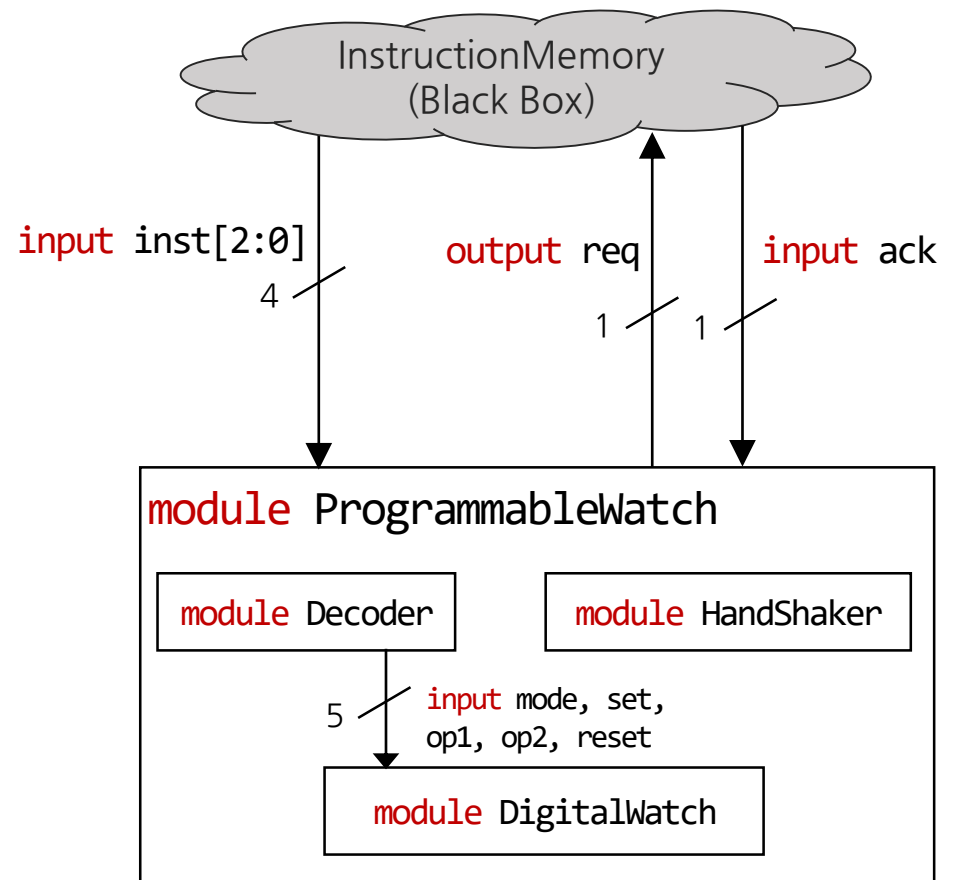 InstructionMemory
(Black Box)
input inst[2:0]
output req
input ack
4
1
1
module ProgrammableWatch
module Decoder
module HandShaker
5
input mode, set,
op1, op2, reset
module DigitalWatch